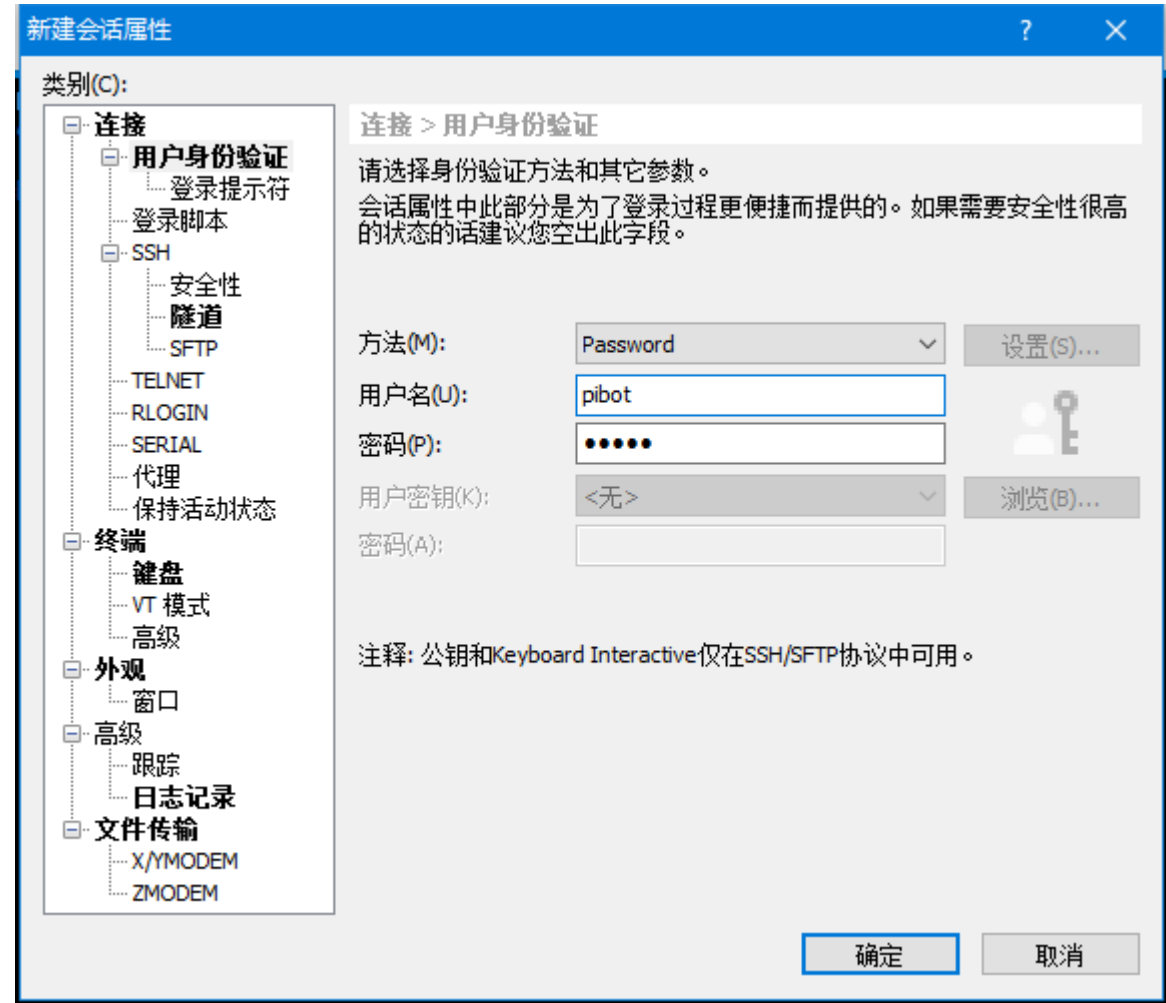 新建会话属性
?
类别(C):
连接
用户身份验证
登录提示符
登录脚本
SSH
安全性
隧道
SFTP
TELNET
RLOGIN
SERIAL
代理
保持活动状态
终端
键盘
VT 模式
高级
外观
窗口
高级
跟踪
日志记录
文件传输
X/YMODEM
ZMODEM
连接 > 用户身份验证
请选择身份验证方法和其它参数。
会话属性中此部分是为了登录过程更便捷而提供的。如果需要安全性很高
的状态的话建议您空出此字段。
方法(M): Password 设置(S)...
用户名(U): pibot
密码(P): •••••
用户密钥(K): <无> 浏览(B)...
密码(A):
注释: 公钥和Keyboard Interactive仅在SSH/SFTP协议中可用。
确定 取消